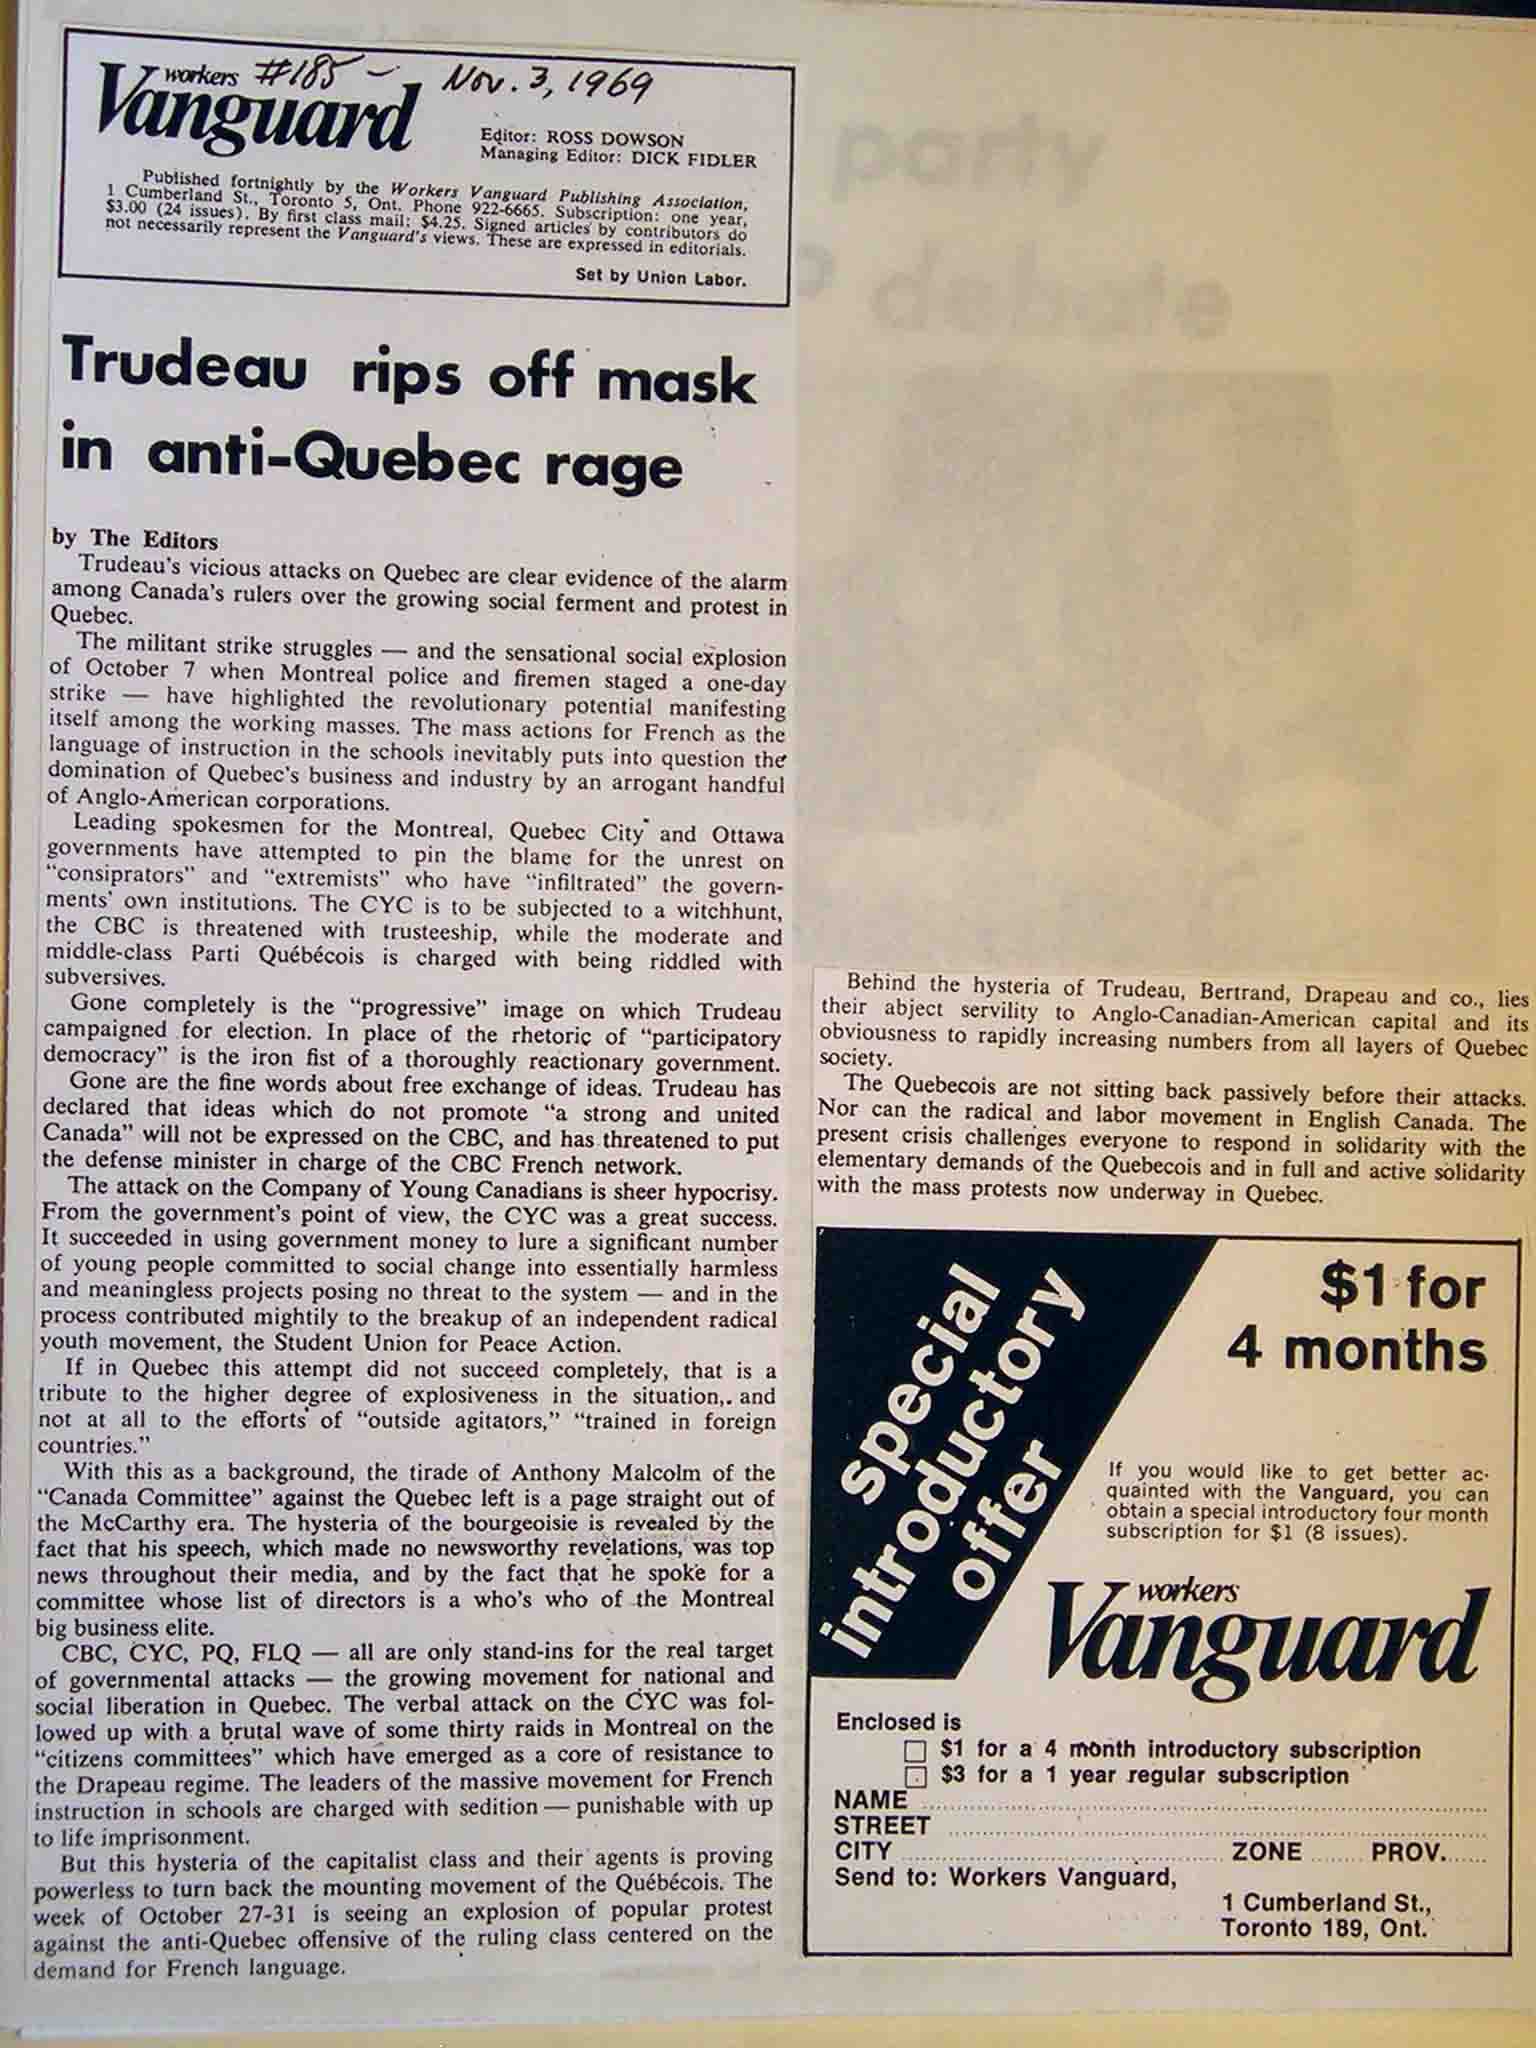 workers #185 – Nov. 3, 1969
Vanguard
Editor: ROSS DOWSON
Managing Editor: DICK FIDLER
Published fortnightly by the Workers Vanguard Publishing Association,
1 Cumberland St., Toronto 5, Ont. Phone 922-6665. Subscription: one year,
$3.00 (24 issues). By first class mail: $4.25. Signed articles by contributors do
not necessarily represent the Vanguard's views. These are expressed in editorials.
Set by Union Labor.
Trudeau rips off mask
in anti-Quebec rage
by The Editors
Trudeau's vicious attacks on Quebec are clear evidence of the alarm
among Canada's rulers over the growing social ferment and protest in
Quebec.
The militant strike struggles — and the sensational social explosion
of October 7 when Montreal police and firemen staged a one-day
strike — have highlighted the revolutionary potential manifesting
itself among the working masses. The mass actions for French as the
language of instruction in the schools inevitably puts into question the
domination of Quebec's business and industry by an arrogant handful
of Anglo-American corporations.
Leading spokesmen for the Montreal, Quebec City and Ottawa
governments have attempted to pin the blame for the unrest on
"consiprators" and "extremists" who have "infiltrated" the govern-
ments' own institutions. The CYC is to be subjected to a witchhunt,
the CBC is threatened with trusteeship, while the moderate and
middle-class Parti Québécois is charged with being riddled with
subversives.
Gone completely is the "progressive" image on which Trudeau
campaigned for election. In place of the rhetoric of "participatory
democracy" is the iron fist of a thoroughly reactionary government.
Gone are the fine words about free exchange of ideas. Trudeau has
declared that ideas which do not promote "a strong and united
Canada" will not be expressed on the CBC, and has threatened to put
the defense minister in charge of the CBC French network.
The attack on the Company of Young Canadians is sheer hypocrisy.
From the government's point of view, the CYC was a great success.
It succeeded in using government money to lure a significant number
of young people committed to social change into essentially harmless
and meaningless projects posing no threat to the system — and in the
process contributed mightily to the breakup of an independent radical
youth movement, the Student Union for Peace Action.
If in Quebec this attempt did not succeed completely, that is a
tribute to the higher degree of explosiveness in the situation,. and
not at all to the efforts of "outside agitators," "trained in foreign
countries."
With this as a background, the tirade of Anthony Malcolm of the
"Canada Committee" against the Quebec left is a page straight out of
the McCarthy era. The hysteria of the bourgeoisie is revealed by the
fact that his speech, which made no newsworthy revelations, was top
news throughout their media, and by the fact that he spoke for a
committee whose list of directors is a who's who of the Montreal
big business elite.
CBC, CYC, PQ, FLQ — all are only stand-ins for the real target
of governmental attacks — the growing movement for national and
social liberation in Quebec. The verbal attack on the CYC was fol-
lowed up with a brutal wave of some thirty raids in Montreal on the
"citizens committees" which have emerged as a core of resistance to
the Drapeau regime. The leaders of the massive movement for French
instruction in schools are charged with sedition — punishable with up
to life imprisonment.
But this hysteria of the capitalist class and their agents is proving
powerless to turn back the mounting movement of the Québécois. The
week of October 27-31 is seeing an explosion of popular protest
against the anti-Quebec offensive of the ruling class centered on the
demand for French language.
party
debate
Behind the hysteria of Trudeau, Bertrand, Drapeau and co., lies
their abject servility to Anglo-Canadian-American capital and its
obviousness to rapidly increasing numbers from all layers of Quebec
society.
The Quebecois are not sitting back passively before their attacks.
Nor can the radical and labor movement in English Canada. The
present crisis challenges everyone to respond in solidarity with the
elementary demands of the Quebecois and in full and active solidarity
with the mass protests now underway in Quebec.
special
introductory
offer
$1 for
4 months
If you would like to get better ac-
quainted with the Vanguard, you can
obtain a special introductory four month
subscription for $1 (8 issues).
workers
Vanguard
Enclosed is
$1 for a 4 month introductory subscription
$3 for a 1 year regular subscription
NAME
STREET
CITY ZONE PROV.
Send to: Workers Vanguard,
1 Cumberland St.,
Toronto 189, Ont.